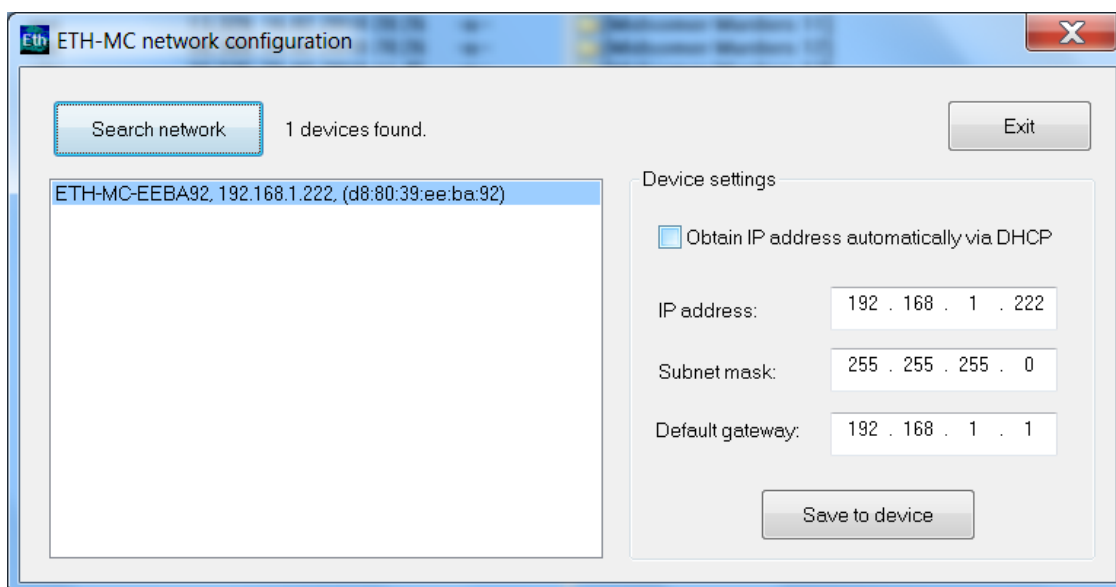 Eth ETH-MC network configuration
Search network
1 devices found.
Exit
ETH-MC-EEBA92, 192.168.1.222, (d8:80:39:ee:ba:92)
Device settings
Obtain IP address automatically via DHCP
IP address: 192 . 168 . 1 . 222
Subnet mask: 255 . 255 . 255 . 0
Default gateway: 192 . 168 . 1 . 1
Save to device